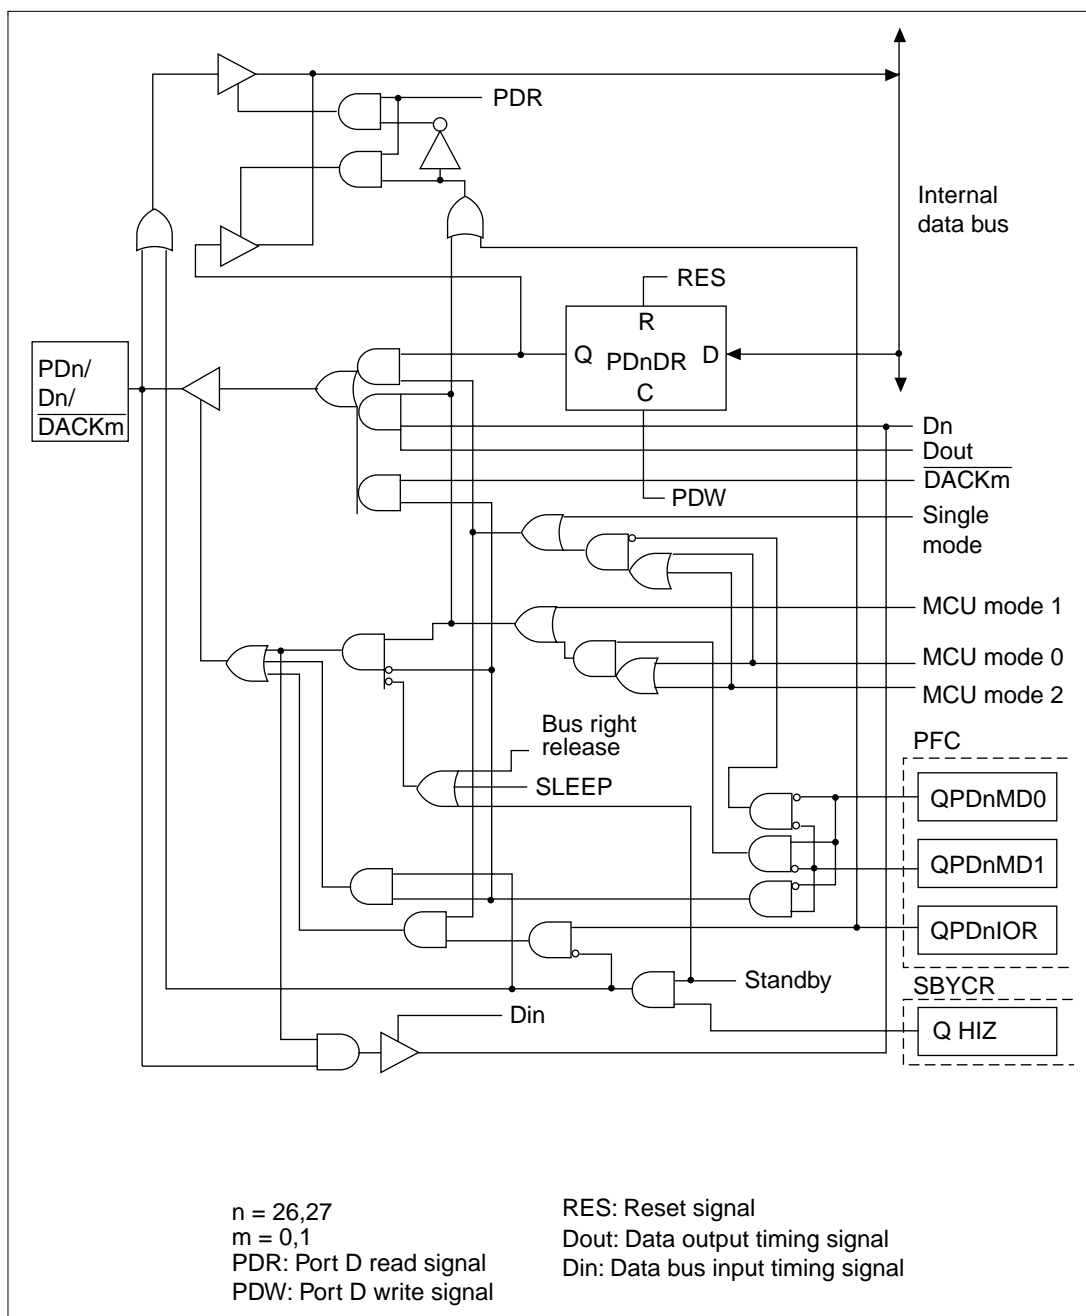 PDR
Internal
data bus
RES
R
Q
PDnDR
D
C
PDn/
Dn/
DACKm
Dn
Dout
DACKm
PDW
Single
mode
MCU mode 1
MCU mode 0
MCU mode 2
Bus right
release
SLEEP
PFC
QPDnMD0
QPDnMD1
QPDnIOR
Standby
SBYCR
Din
Q HIZ
n = 26,27
m = 0,1
PDR: Port D read signal
PDW: Port D write signal
RES: Reset signal
Dout: Data output timing signal
Din: Data bus input timing signal